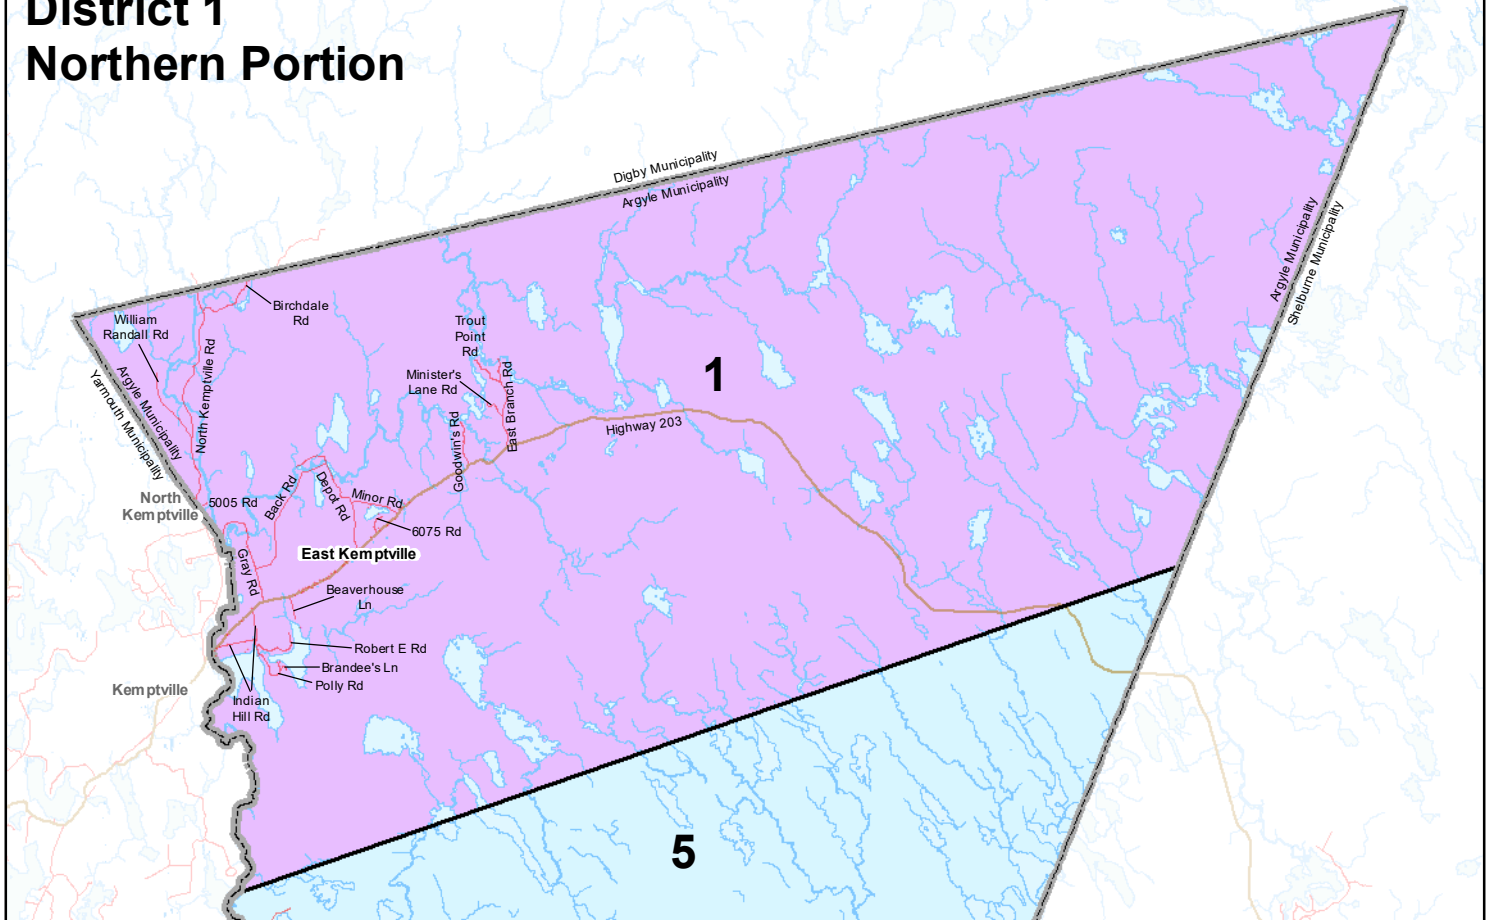 District 1
Northern Portion
Digby Municipality
Argyle Municipality
Argyle Municipality
Shelburne Municipality
Birchdale
Rd
William
Randall Rd
North Kemptville Rd
Argyle Municipality
Yarmouth Municipality
Trout
Point
Rd
Minister's
Lane Rd
East Branch Rd
Goodwin's Rd
1
Highway 203
North
Kemptville
5005 Rd
Back Rd
Depot Rd
Minor Rd
6075 Rd
East Kemptville
Gray Rd
Beaverhouse
Ln
Robert E Rd
Brandee's Ln
Polly Rd
Kemptville
Indian
Hill Rd
5